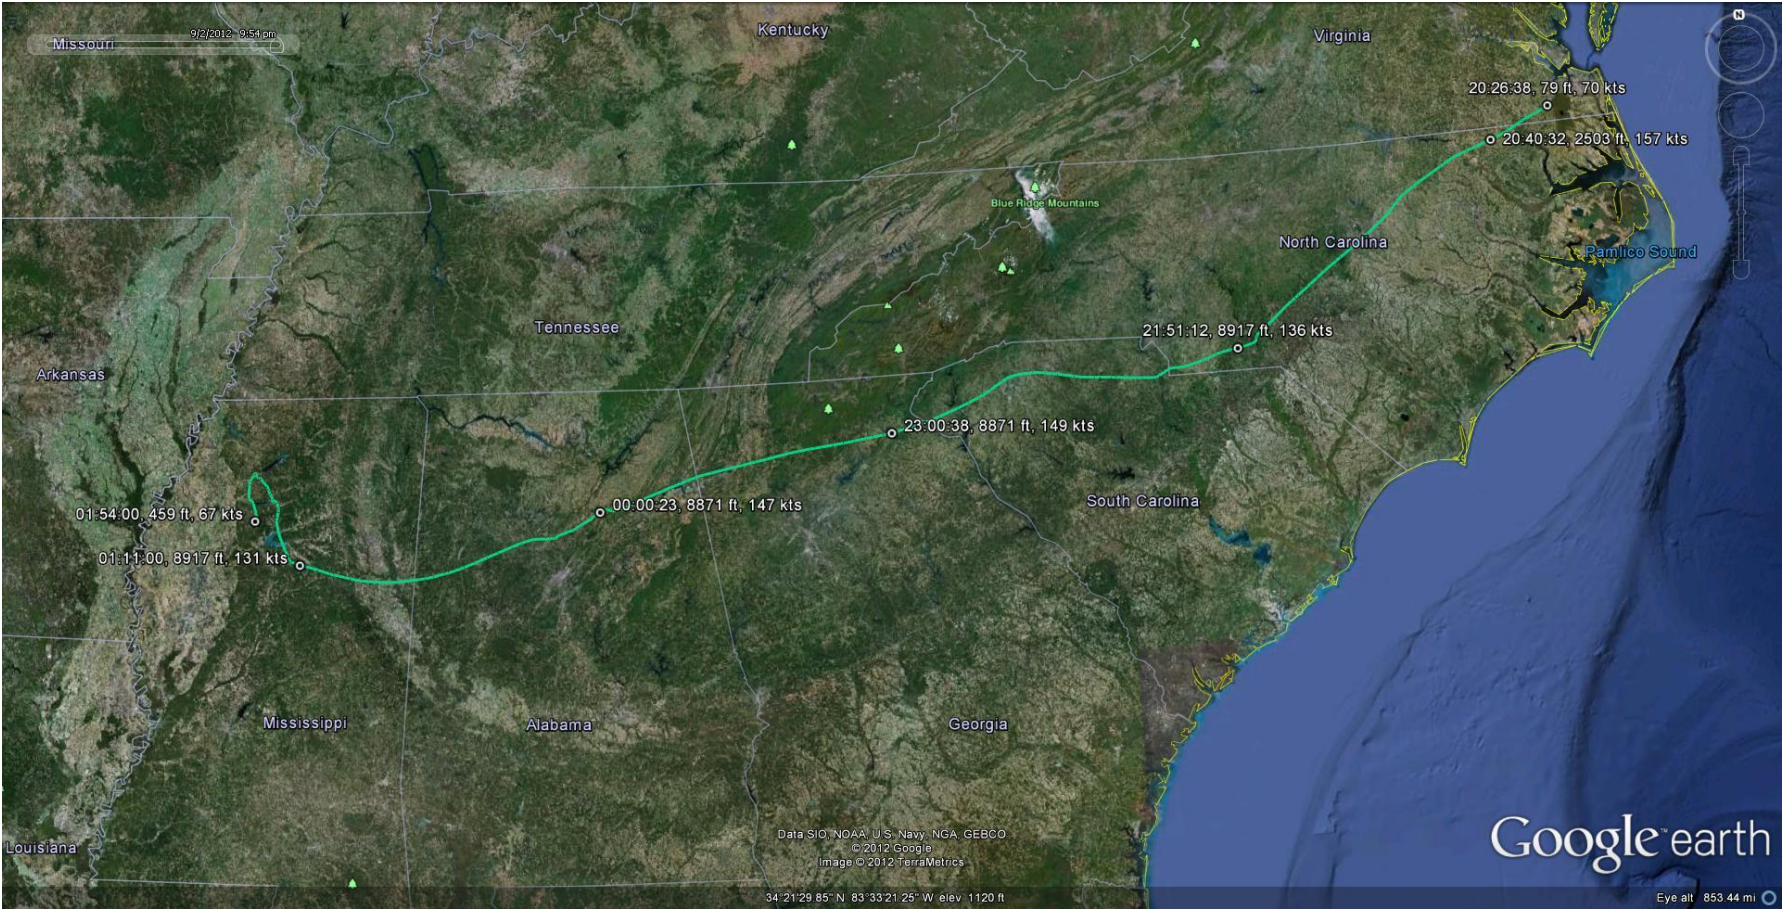 9/2/2012 9:54 pm
Missouri
Kentucky
Virginia
N
20:26:38, 79 ft, 70 kts
20:40:32, 2503 ft, 157 kts
Blue Ridge Mountains
North Carolina
Pamlico Sound
Tennessee
21:51:12, 8917 ft, 136 kts
Arkansas
23:00:38, 8871 ft, 149 kts
South Carolina
00:00:23, 8871 ft, 147 kts
01:54:00, 459 ft, 67 kts
01:11:00, 8917 ft, 131 kts
Mississippi
Alabama
Georgia
Louisiana
Data SIO, NOAA, U.S. Navy, NGA, GEBCO
© 2012 Google
Image © 2012 TerraMetrics
Google earth
34°21'29.85" N 83°33'21.25" W elev 1120 ft
Eye alt 853.44 mi